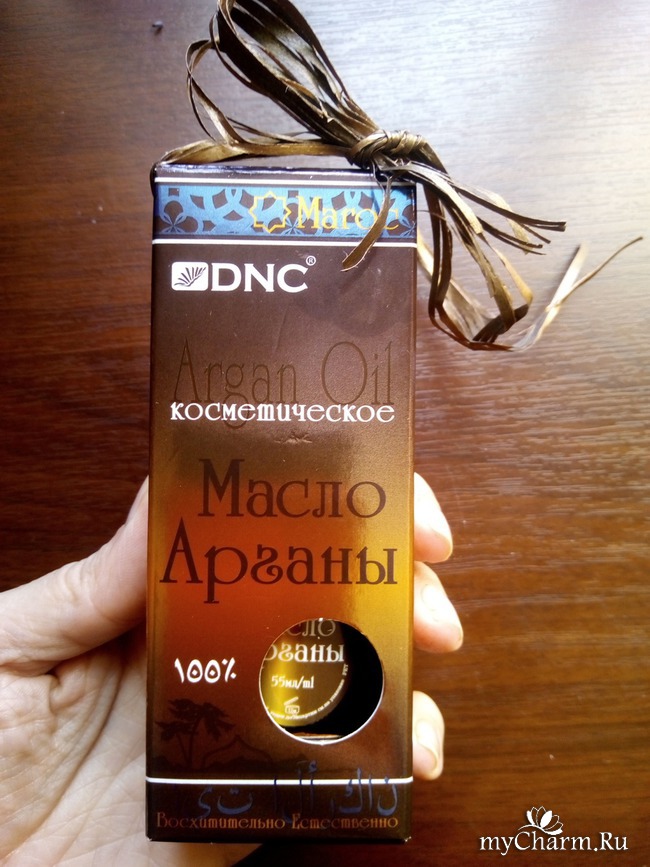 Maroc
DNC®
Argan Oil
косметическое
Масло
Арганы
100%
55мл/ml
Восхитительно Естественно
myCharm.Ru